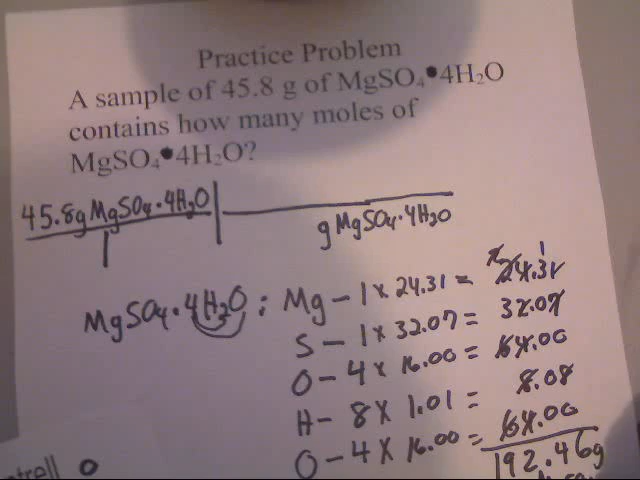 Practice Problem
A sample of 45.8 g of MgSO₄•4H₂O
contains how many moles of
MgSO₄•4H₂O?
45.8g MgSO₄·4H₂O
1
g MgSO₄·4H₂O
MgSO₄·4H₂O : Mg – 1 × 24.31 = 24.31
S – 1 × 32.07 = 32.07
O – 4 × 16.00 = 64.00
H – 8 × 1.01 = 8.08
O – 4 × 16.00 = 64.00
192.46g